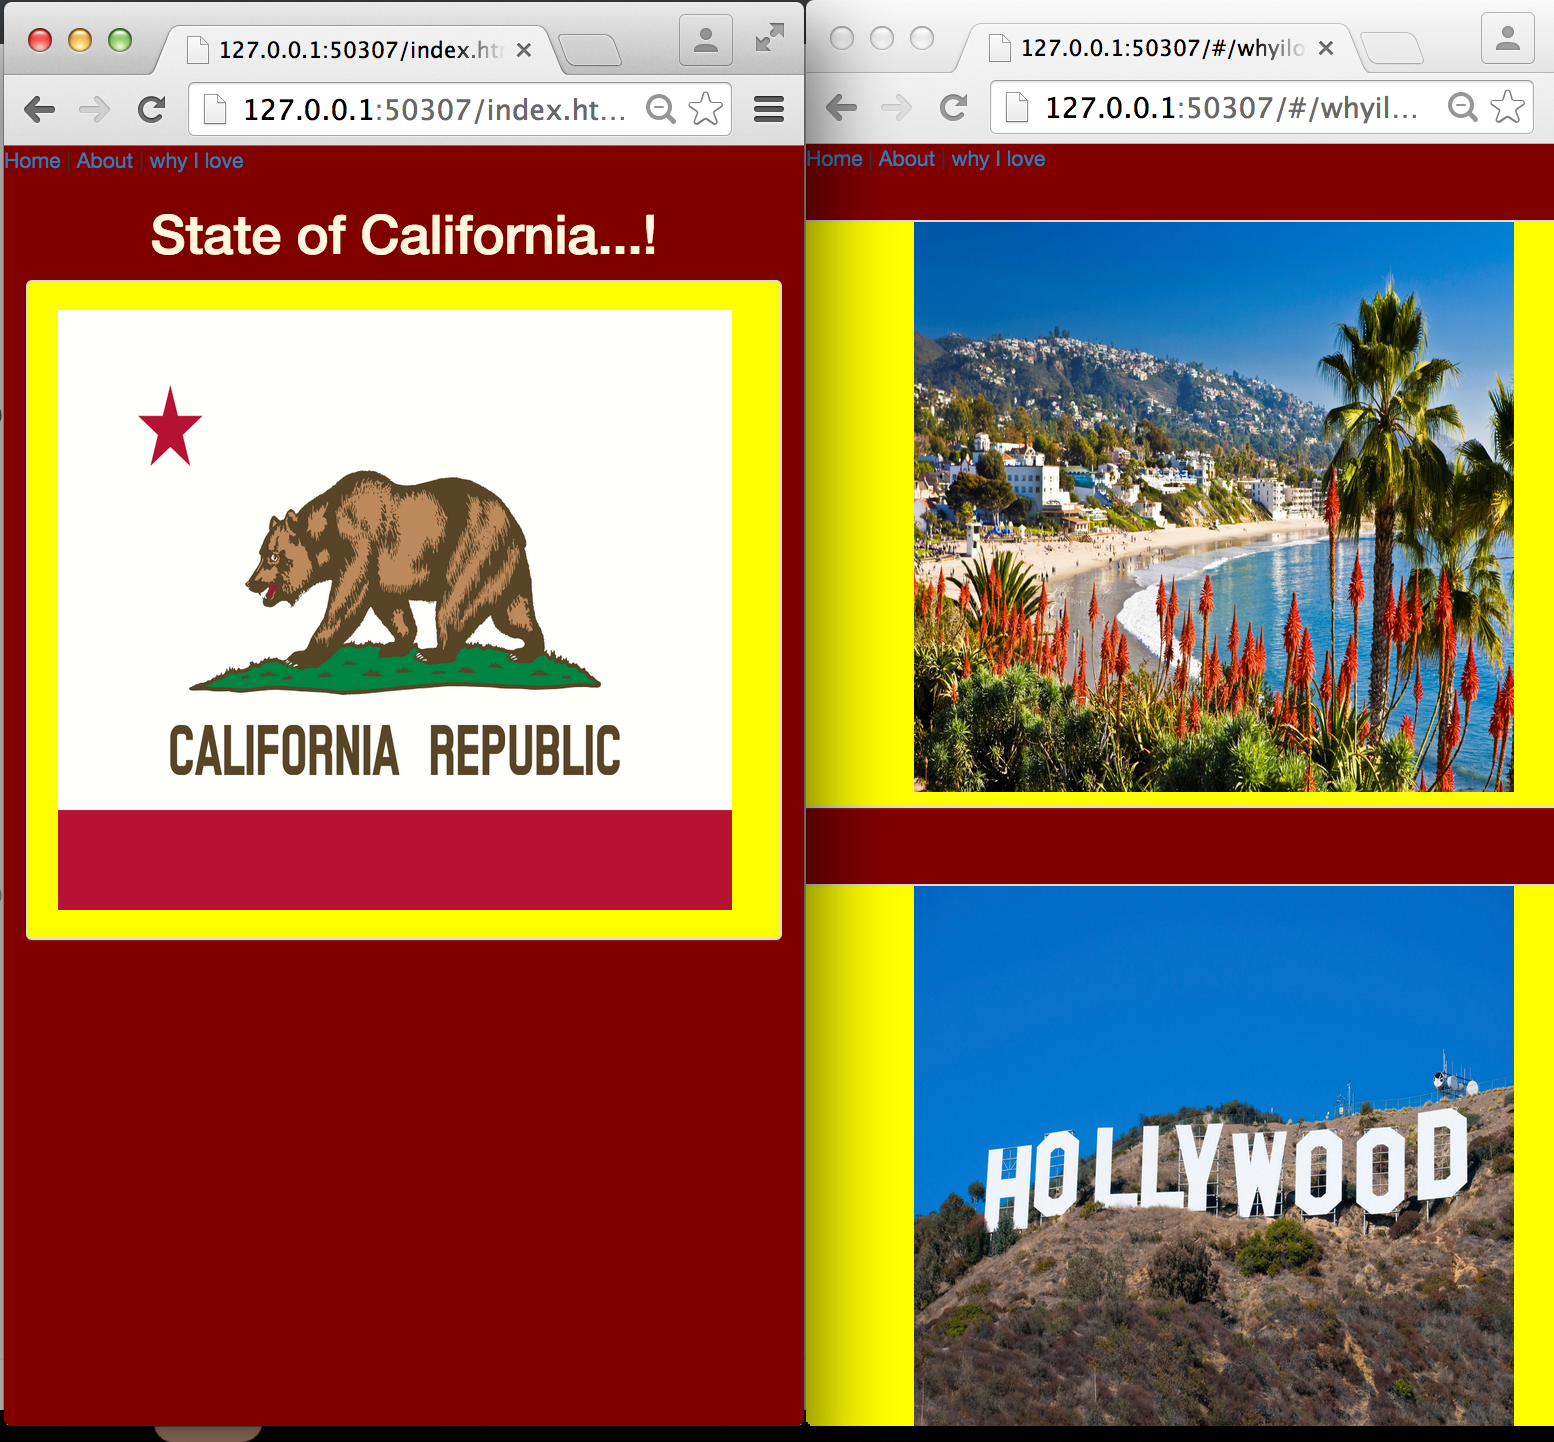 127.0.0.1:50307/index.ht
127.0.0.1:50307/index.ht...
Home | About | why I love
State of California...!
CALIFORNIA REPUBLIC
127.0.0.1:50307/#/whyilo
127.0.0.1:50307/#/whyil...
Home | About | why I love
HOLLYWOOD